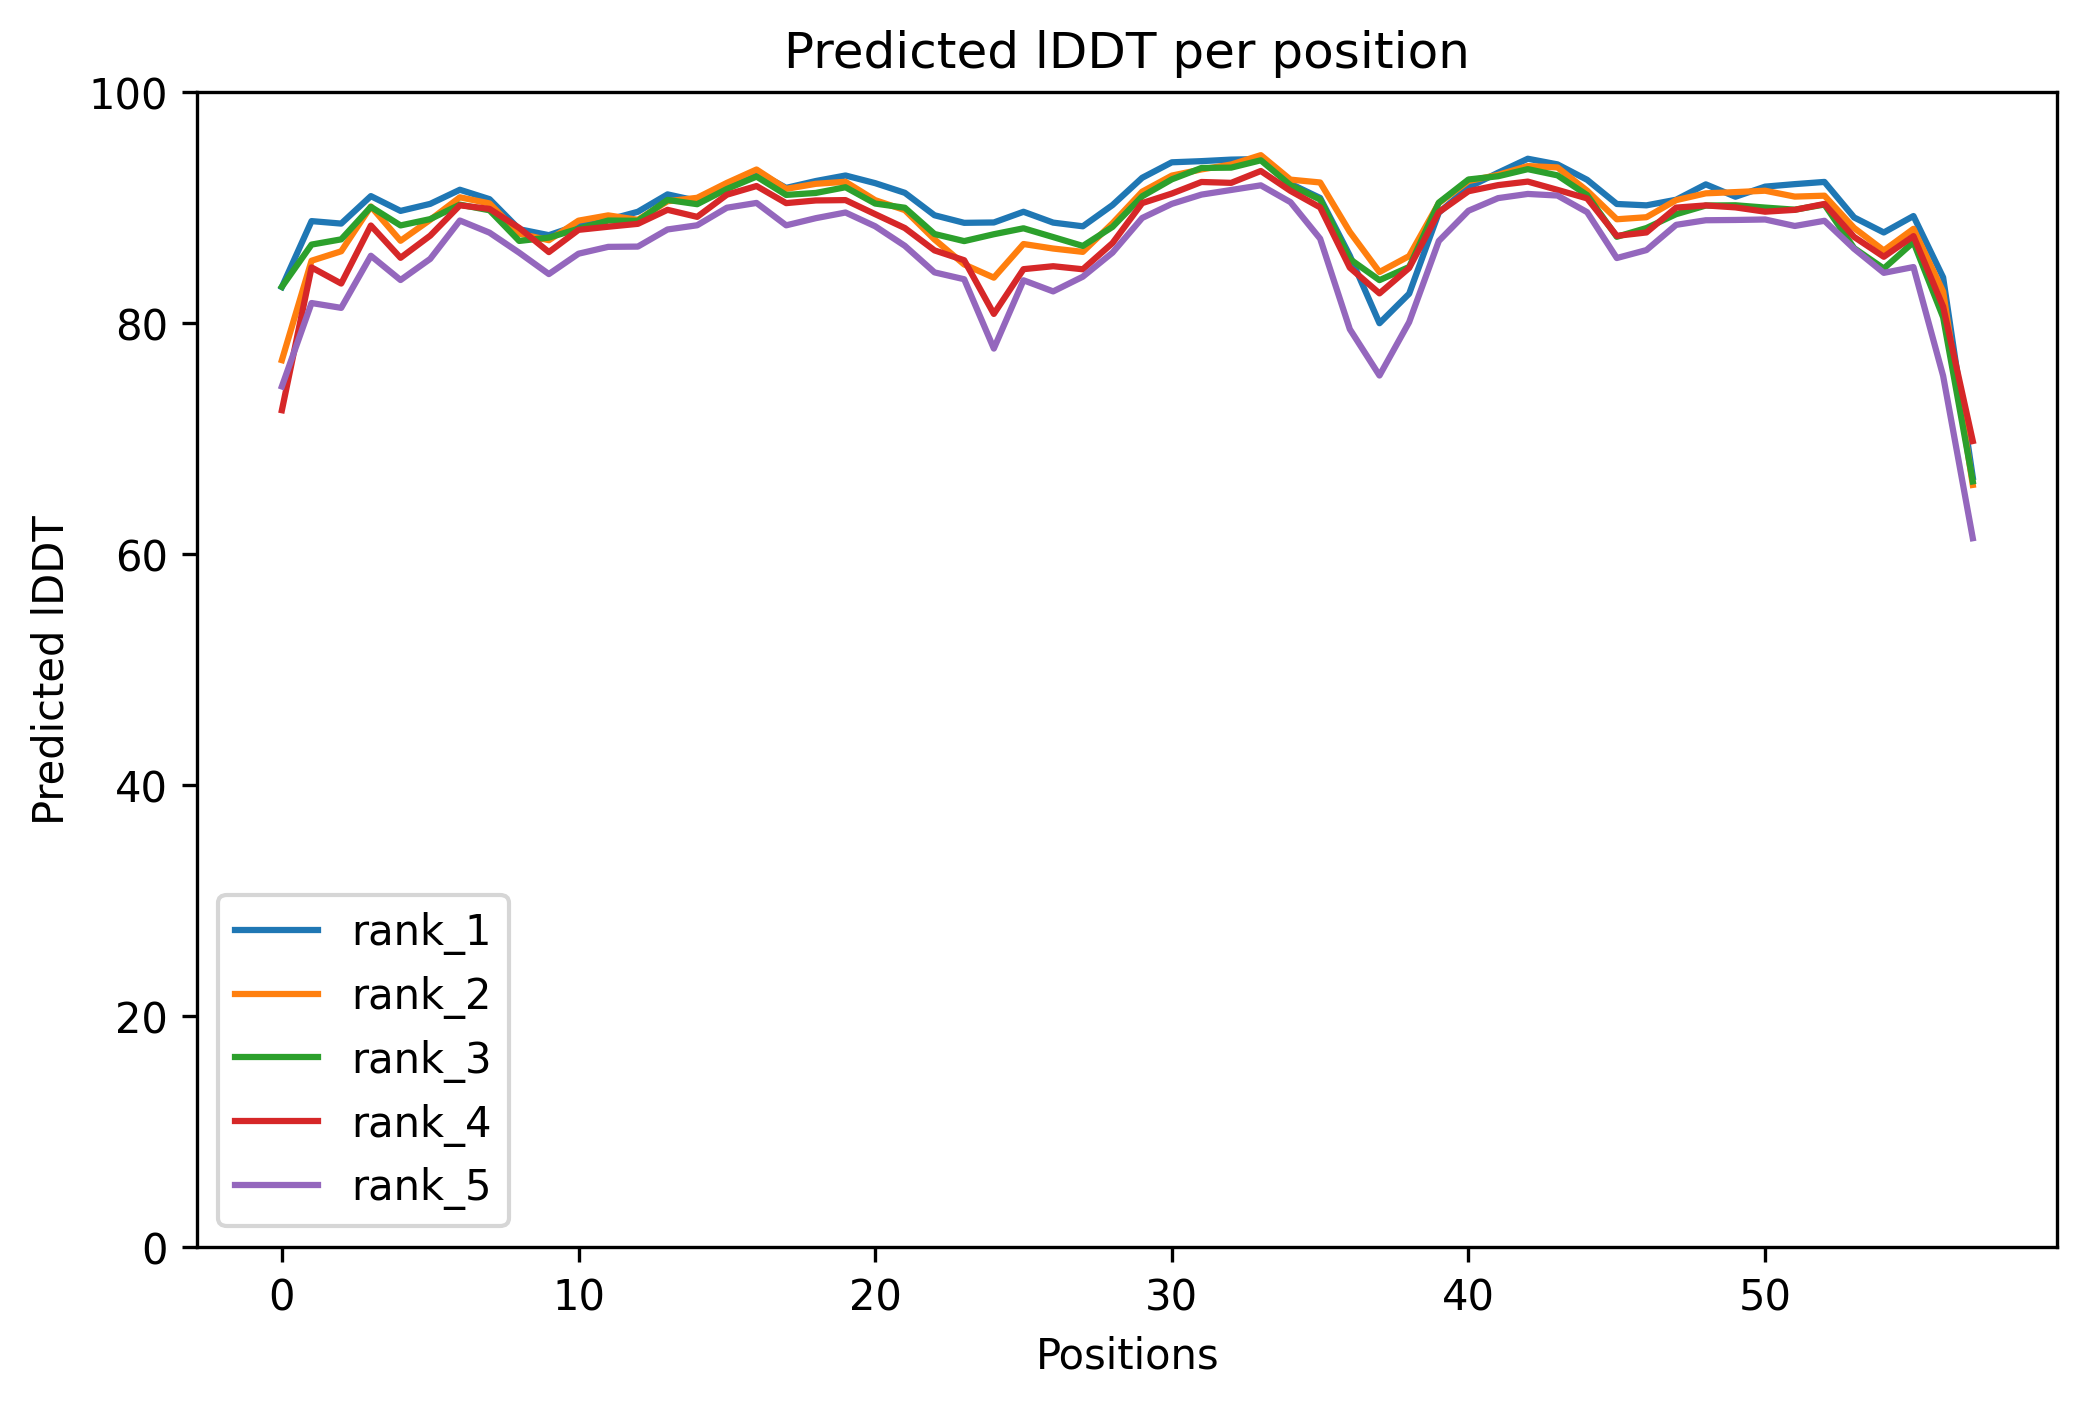 Predicted lDDT per position
100
80
60
40
20
0
Predicted lDDT
rank_1
rank_2
rank_3
rank_4
rank_5
0 10 20 30 40 50
Positions